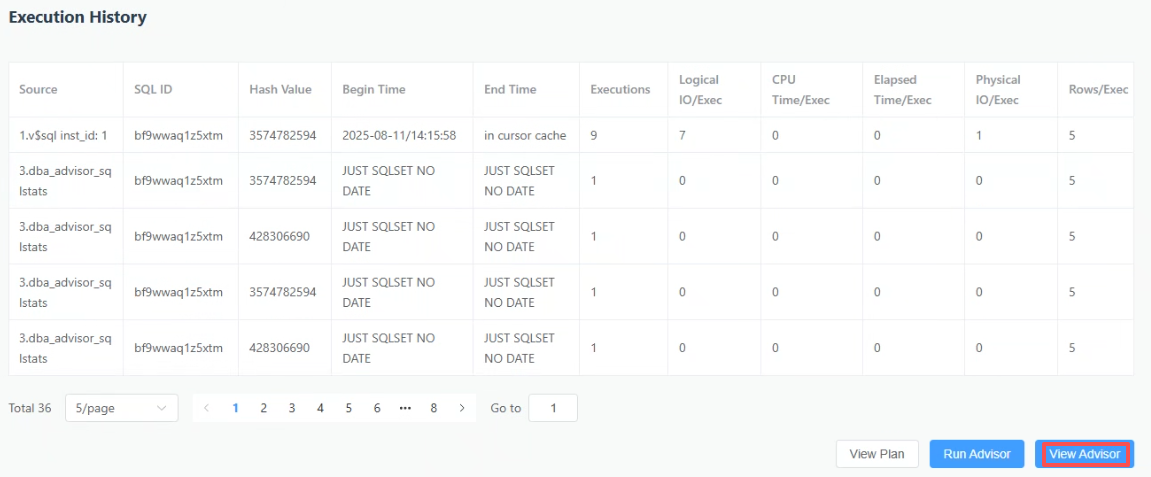 Execution History
Source SQL ID Hash Value Begin Time End Time Executions Logical IO/Exec CPU Time/Exec Elapsed Time/Exec Physical IO/Exec Rows/Exec
1.v$sql inst_id: 1 bf9wwaq1z5xtm 3574782594 2025-08-11/14:15:58 in cursor cache 9 7 0 0 1 5
3.dba_advisor_sqlstats bf9wwaq1z5xtm 3574782594 JUST SQLSET NO DATE JUST SQLSET NO DATE 1 0 0 0 0 5
3.dba_advisor_sqlstats bf9wwaq1z5xtm 428306690 JUST SQLSET NO DATE JUST SQLSET NO DATE 1 0 0 0 0 5
3.dba_advisor_sqlstats bf9wwaq1z5xtm 3574782594 JUST SQLSET NO DATE JUST SQLSET NO DATE 1 0 0 0 0 5
3.dba_advisor_sqlstats bf9wwaq1z5xtm 428306690 JUST SQLSET NO DATE JUST SQLSET NO DATE 1 0 0 0 0 5
Total 36 5/page 1 2 3 4 5 6 ••• 8 Go to 1
View Plan Run Advisor View Advisor